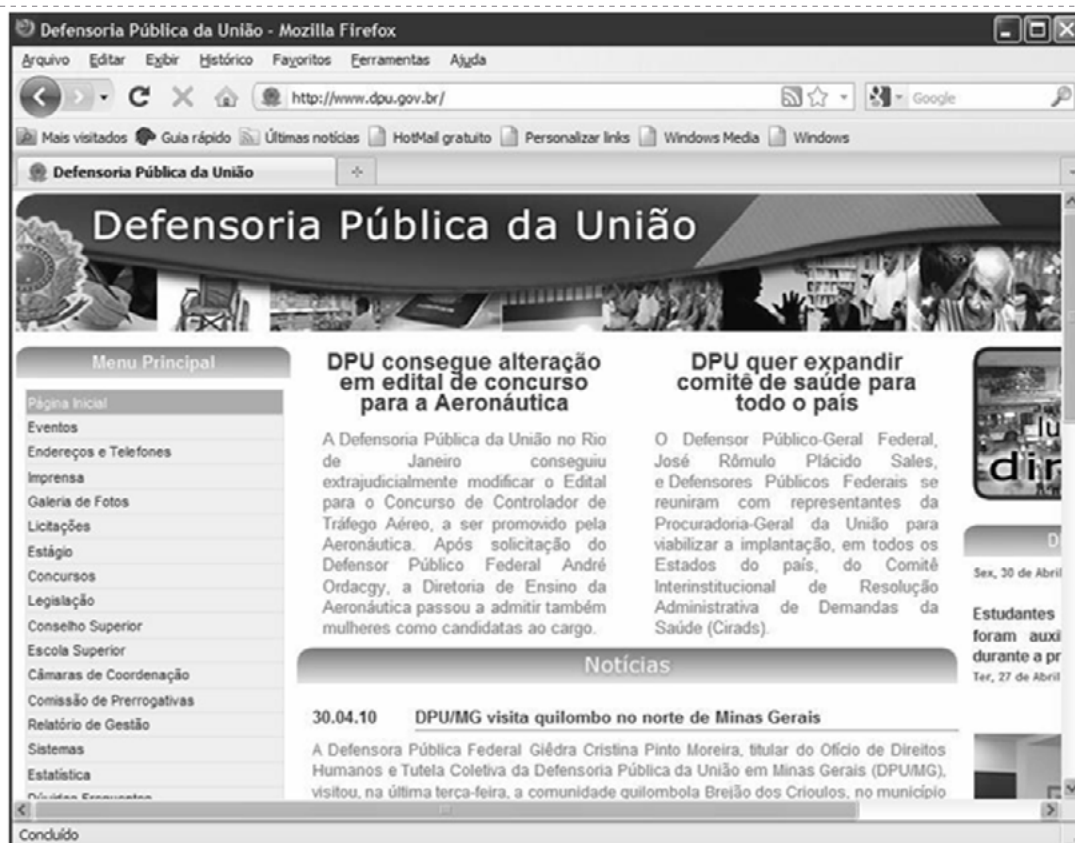 Defensoria Pública da União - Mozilla Firefox
Arquivo Editar Exibir Histórico Favoritos Ferramentas Ajuda
http://www.dpu.gov.br/ Google
Mais visitados Guia rápido Últimas notícias HotMail gratuito Personalizar links Windows Media Windows
Defensoria Pública da União
Defensoria Pública da União
Menu Principal
Página Inicial
Eventos
Endereços e Telefones
Imprensa
Galeria de Fotos
Licitações
Estágio
Concursos
Legislação
Conselho Superior
Escola Superior
Câmaras de Coordenação
Comissão de Prerrogativas
Relatório de Gestão
Sistemas
Estatística
Dúvidas Frequentes
DPU consegue alteração
em edital de concurso
para a Aeronáutica
A Defensoria Pública da União no Rio
de Janeiro conseguiu
extrajudicialmente modificar o Edital
para o Concurso de Controlador de
Tráfego Aéreo, a ser promovido pela
Aeronáutica. Após solicitação do
Defensor Público Federal André
Ordacgy, a Diretoria de Ensino da
Aeronáutica passou a admitir também
mulheres como candidatas ao cargo.
DPU quer expandir
comitê de saúde para
todo o país
O Defensor Público-Geral Federal,
José Rômulo Plácido Sales,
e Defensores Públicos Federais se
reuniram com representantes da
Procuradoria-Geral da União para
viabilizar a implantação, em todos os
Estados do país, do Comitê
Interinstitucional de Resolução
Administrativa de Demandas da
Saúde (Cirads).
Notícias
30.04.10 DPU/MG visita quilombo no norte de Minas Gerais
A Defensora Pública Federal Giêdra Cristina Pinto Moreira, titular do Ofício de Direitos
Humanos e Tutela Coletiva da Defensoria Pública da União em Minas Gerais (DPU/MG),
visitou, na última terça-feira, a comunidade quilombola Brejão dos Crioulos, no município
lu
dir
D
Sex, 30 de Abril
Estudantes
foram auxi
durante a pr
Ter, 27 de Abril
Concluído